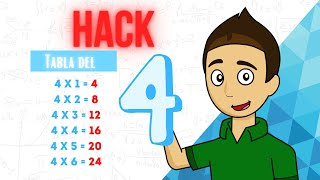 HACK
TABLA DEL
4
4 X 1 = 4
4 X 2 = 8
4 X 3 = 12
4 X 4 = 16
4 X 5 = 20
4 X 6 = 24